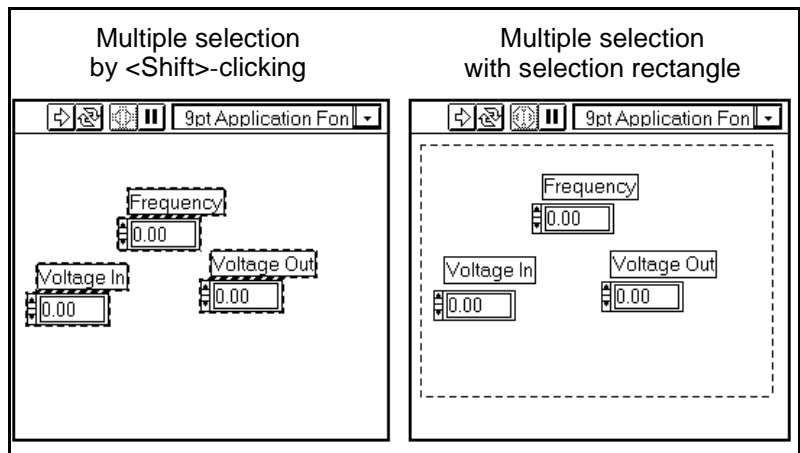 Multiple selection
by <Shift>-clicking
9pt Application Fon
Frequency
0.00
Voltage In
0.00
Voltage Out
0.00
Multiple selection
with selection rectangle
9pt Application Fon
Frequency
0.00
Voltage In
0.00
Voltage Out
0.00